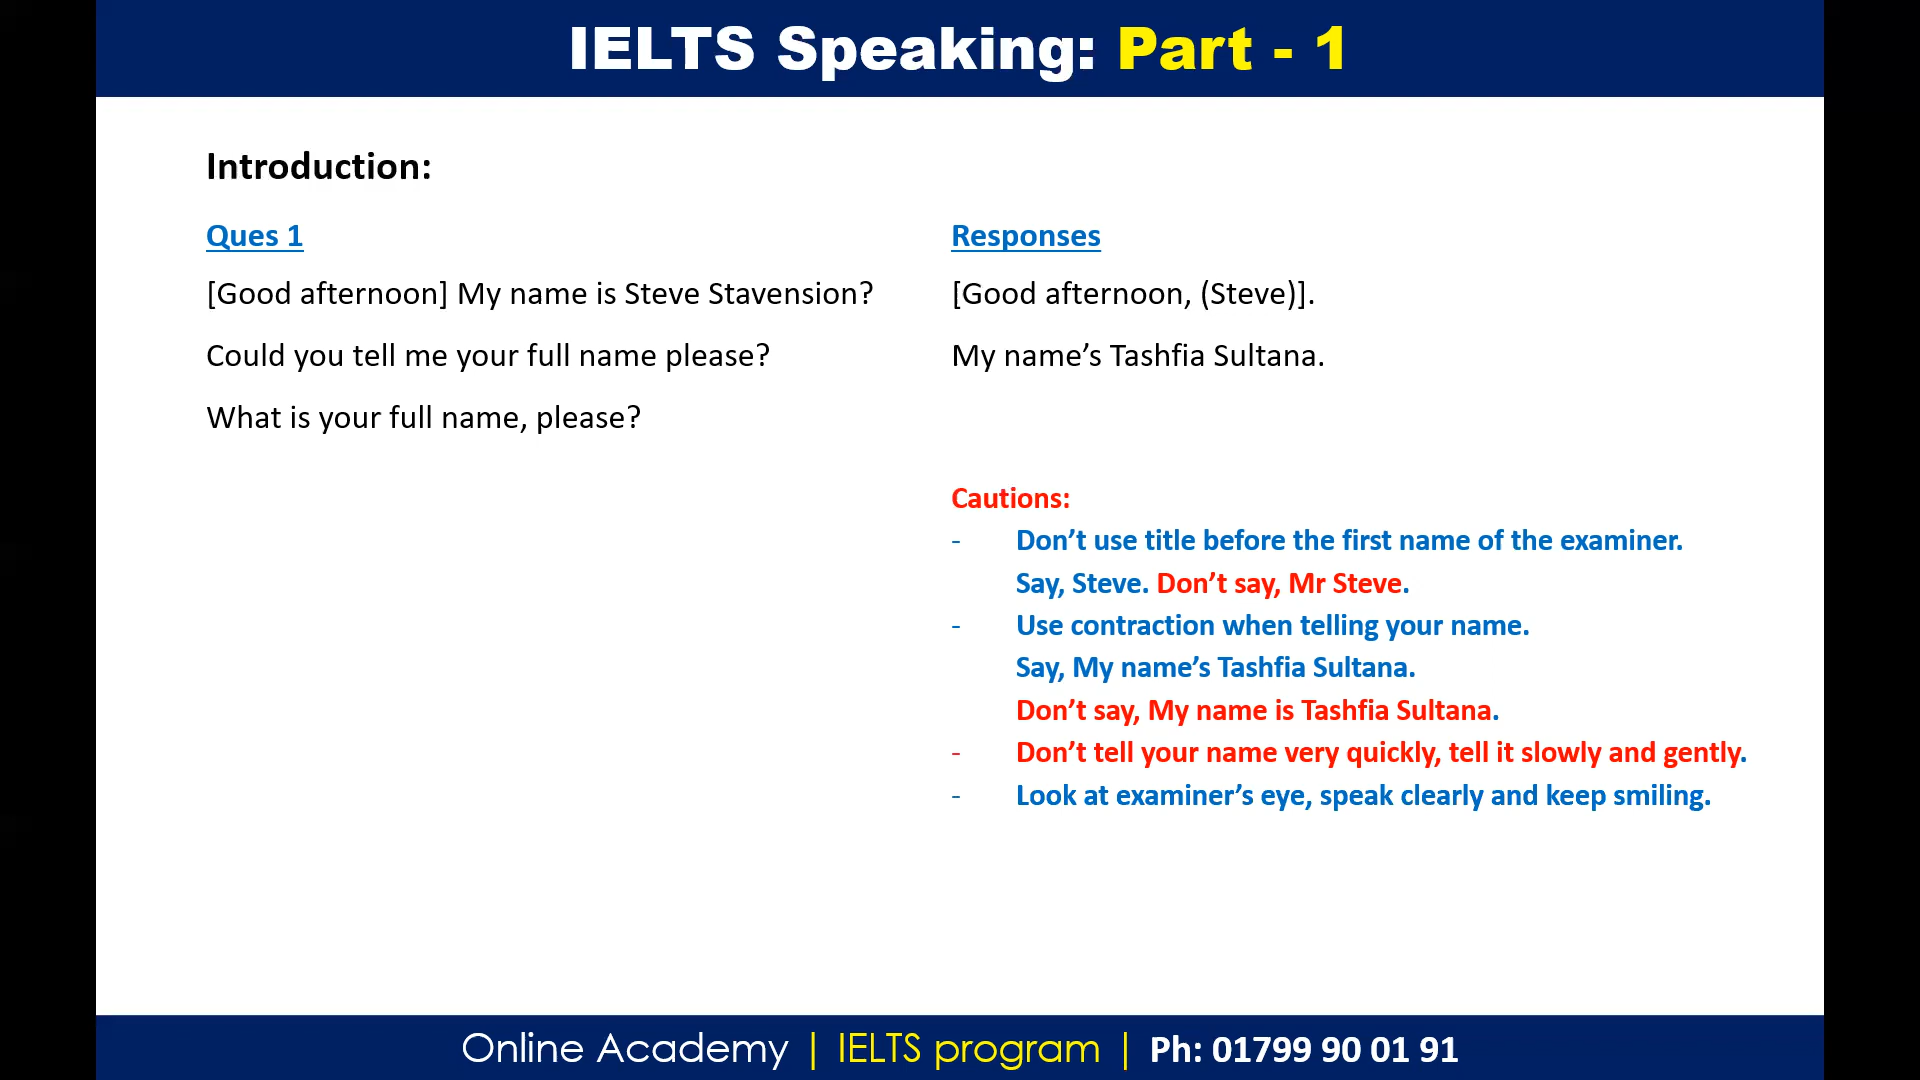 IELTS Speaking: Part - 1
Introduction:
Ques 1
[Good afternoon] My name is Steve Stavension?
Could you tell me your full name please?
What is your full name, please?
Responses
[Good afternoon, (Steve)].
My name’s Tashfia Sultana.
Cautions:
- Don’t use title before the first name of the examiner.
Say, Steve. Don’t say, Mr Steve.
- Use contraction when telling your name.
Say, My name’s Tashfia Sultana.
Don’t say, My name is Tashfia Sultana.
- Don’t tell your name very quickly, tell it slowly and gently.
- Look at examiner’s eye, speak clearly and keep smiling.
Online Academy | IELTS program | Ph: 01799 90 01 91